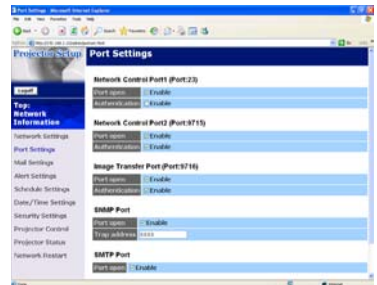 Port Settings - Microsoft Internet Explorer
Projector Setup
Port Settings
Logoff
Top:
Network
Information
Network Settings
Port Settings
Mail Settings
Alert Settings
Schedule Settings
Date/Time Settings
Security Settings
Projector Control
Projector Status
Network Restart
Network Control Port1 (Port:23)
Port open Enable
Authentication Enable
Network Control Port2 (Port:9715)
Port open Enable
Authentication Enable
Image Transfer Port (Port:9716)
Port open Enable
Authentication Enable
SNMP Port
Port open Enable
Trap address
SMTP Port
Port open Enable